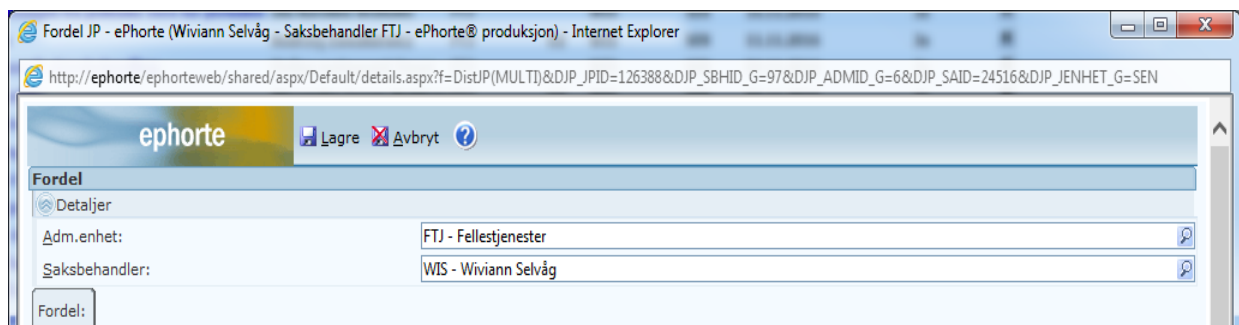 Fordel JP - ePhorte (Wiviann Selvåg - Saksbehandler FTJ - ePhorte® produksjon) - Internet Explorer
http://ephorte/ephorteweb/shared/aspx/Default/details.aspx?f=DistJP(MULTI)&DJP_JPID=126388&DJP_SBHID_G=97&DJP_ADMID_G=6&DJP_SAID=24516&DJP_JENHET_G=SEN
ephorte Lagre Avbryt ?
Fordel
Detaljer
Adm.enhet: FTJ - Fellestjenester
Saksbehandler: WIS - Wiviann Selvåg
Fordel: